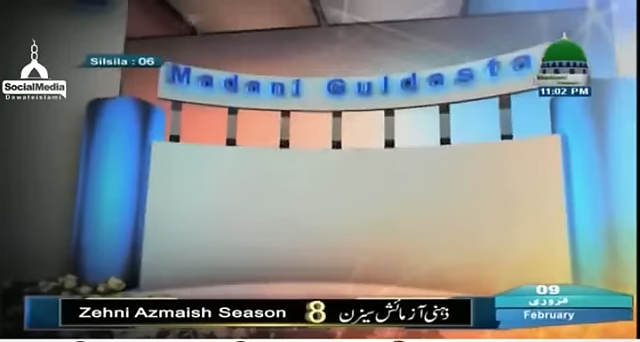 Silsila : 06
Madani Guldasta
SocialMedia
Dawateislami
11:02 PM
Zehni Azmaish Season 8 ذہنی آزمائش سیزن
09
فروری
February